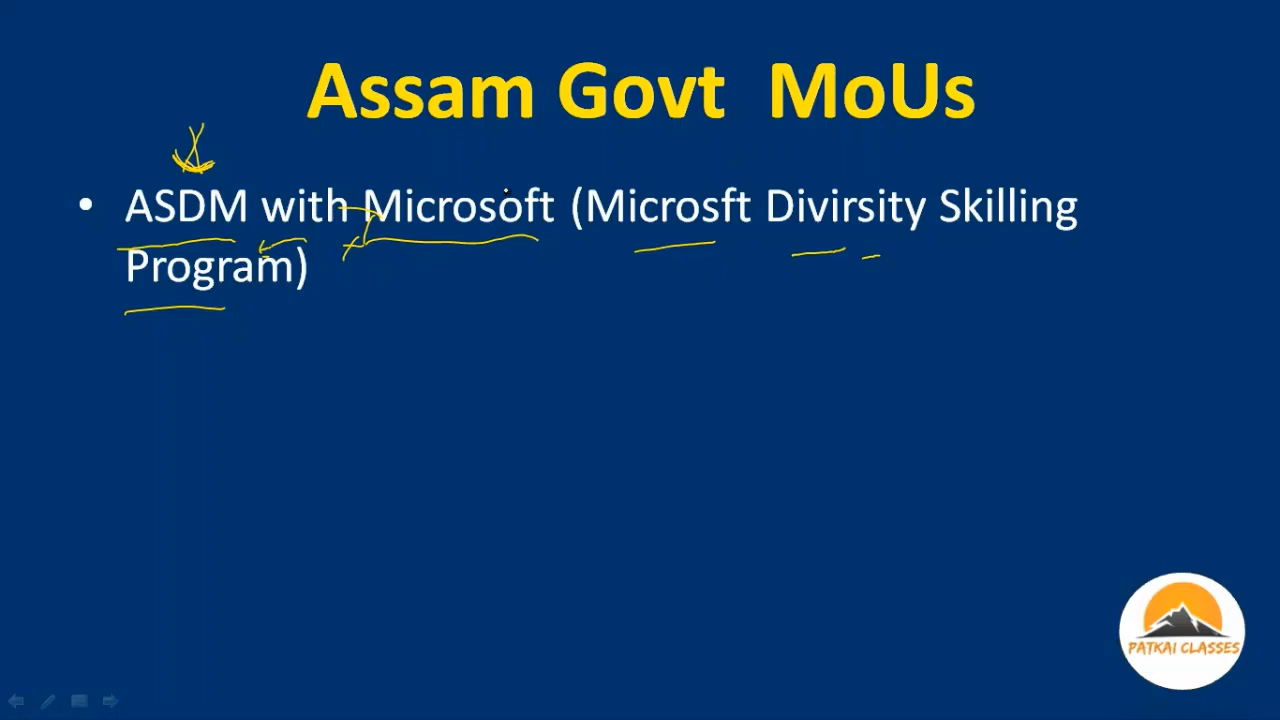 Assam Govt MoUs
• ASDM with Microsoft (Microsft Divirsity Skilling
Program)
PATKAI CLASSES